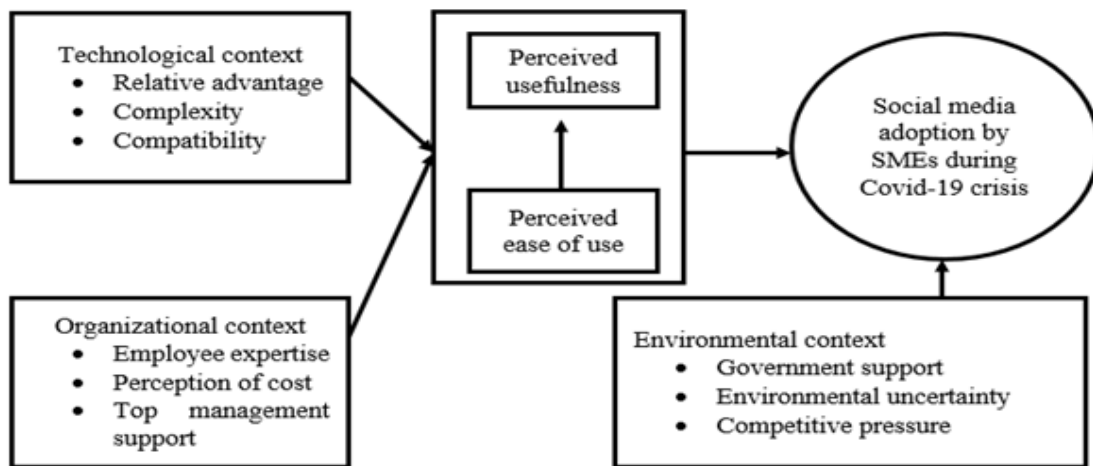 Technological context
• Relative advantage
• Complexity
• Compatibility
Perceived
usefulness
Perceived
ease of use
Social media
adoption by
SMEs during
Covid-19 crisis
Organizational context
• Employee expertise
• Perception of cost
• Top management
support
Environmental context
• Government support
• Environmental uncertainty
• Competitive pressure